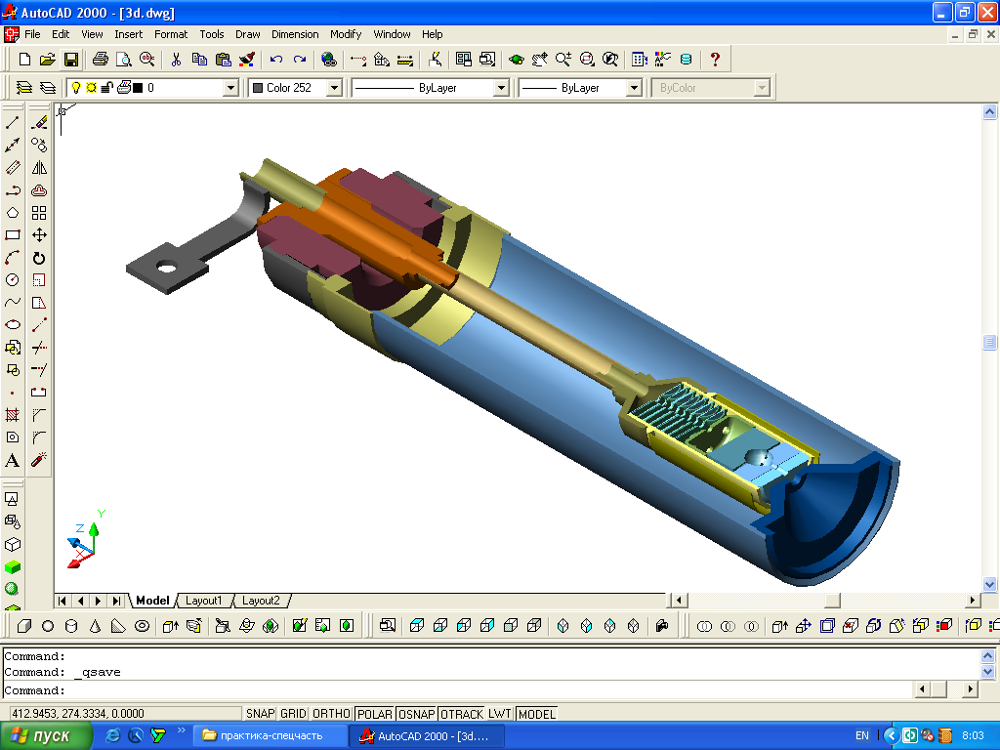 AutoCAD 2000 - [3d.dwg]
File Edit View Insert Format Tools Draw Dimension Modify Window Help
0 Color 252 ByLayer ByLayer ByColor
Y
Z
X
Model Layout1 Layout2
Command:
Command: _qsave
Command:
412.9453, 274.3334, 0.0000 SNAP GRID ORTHO POLAR OSNAP OTRACK LWT MODEL
пуск практика-спецчасть AutoCAD 2000 - [3d.... EN 8:03